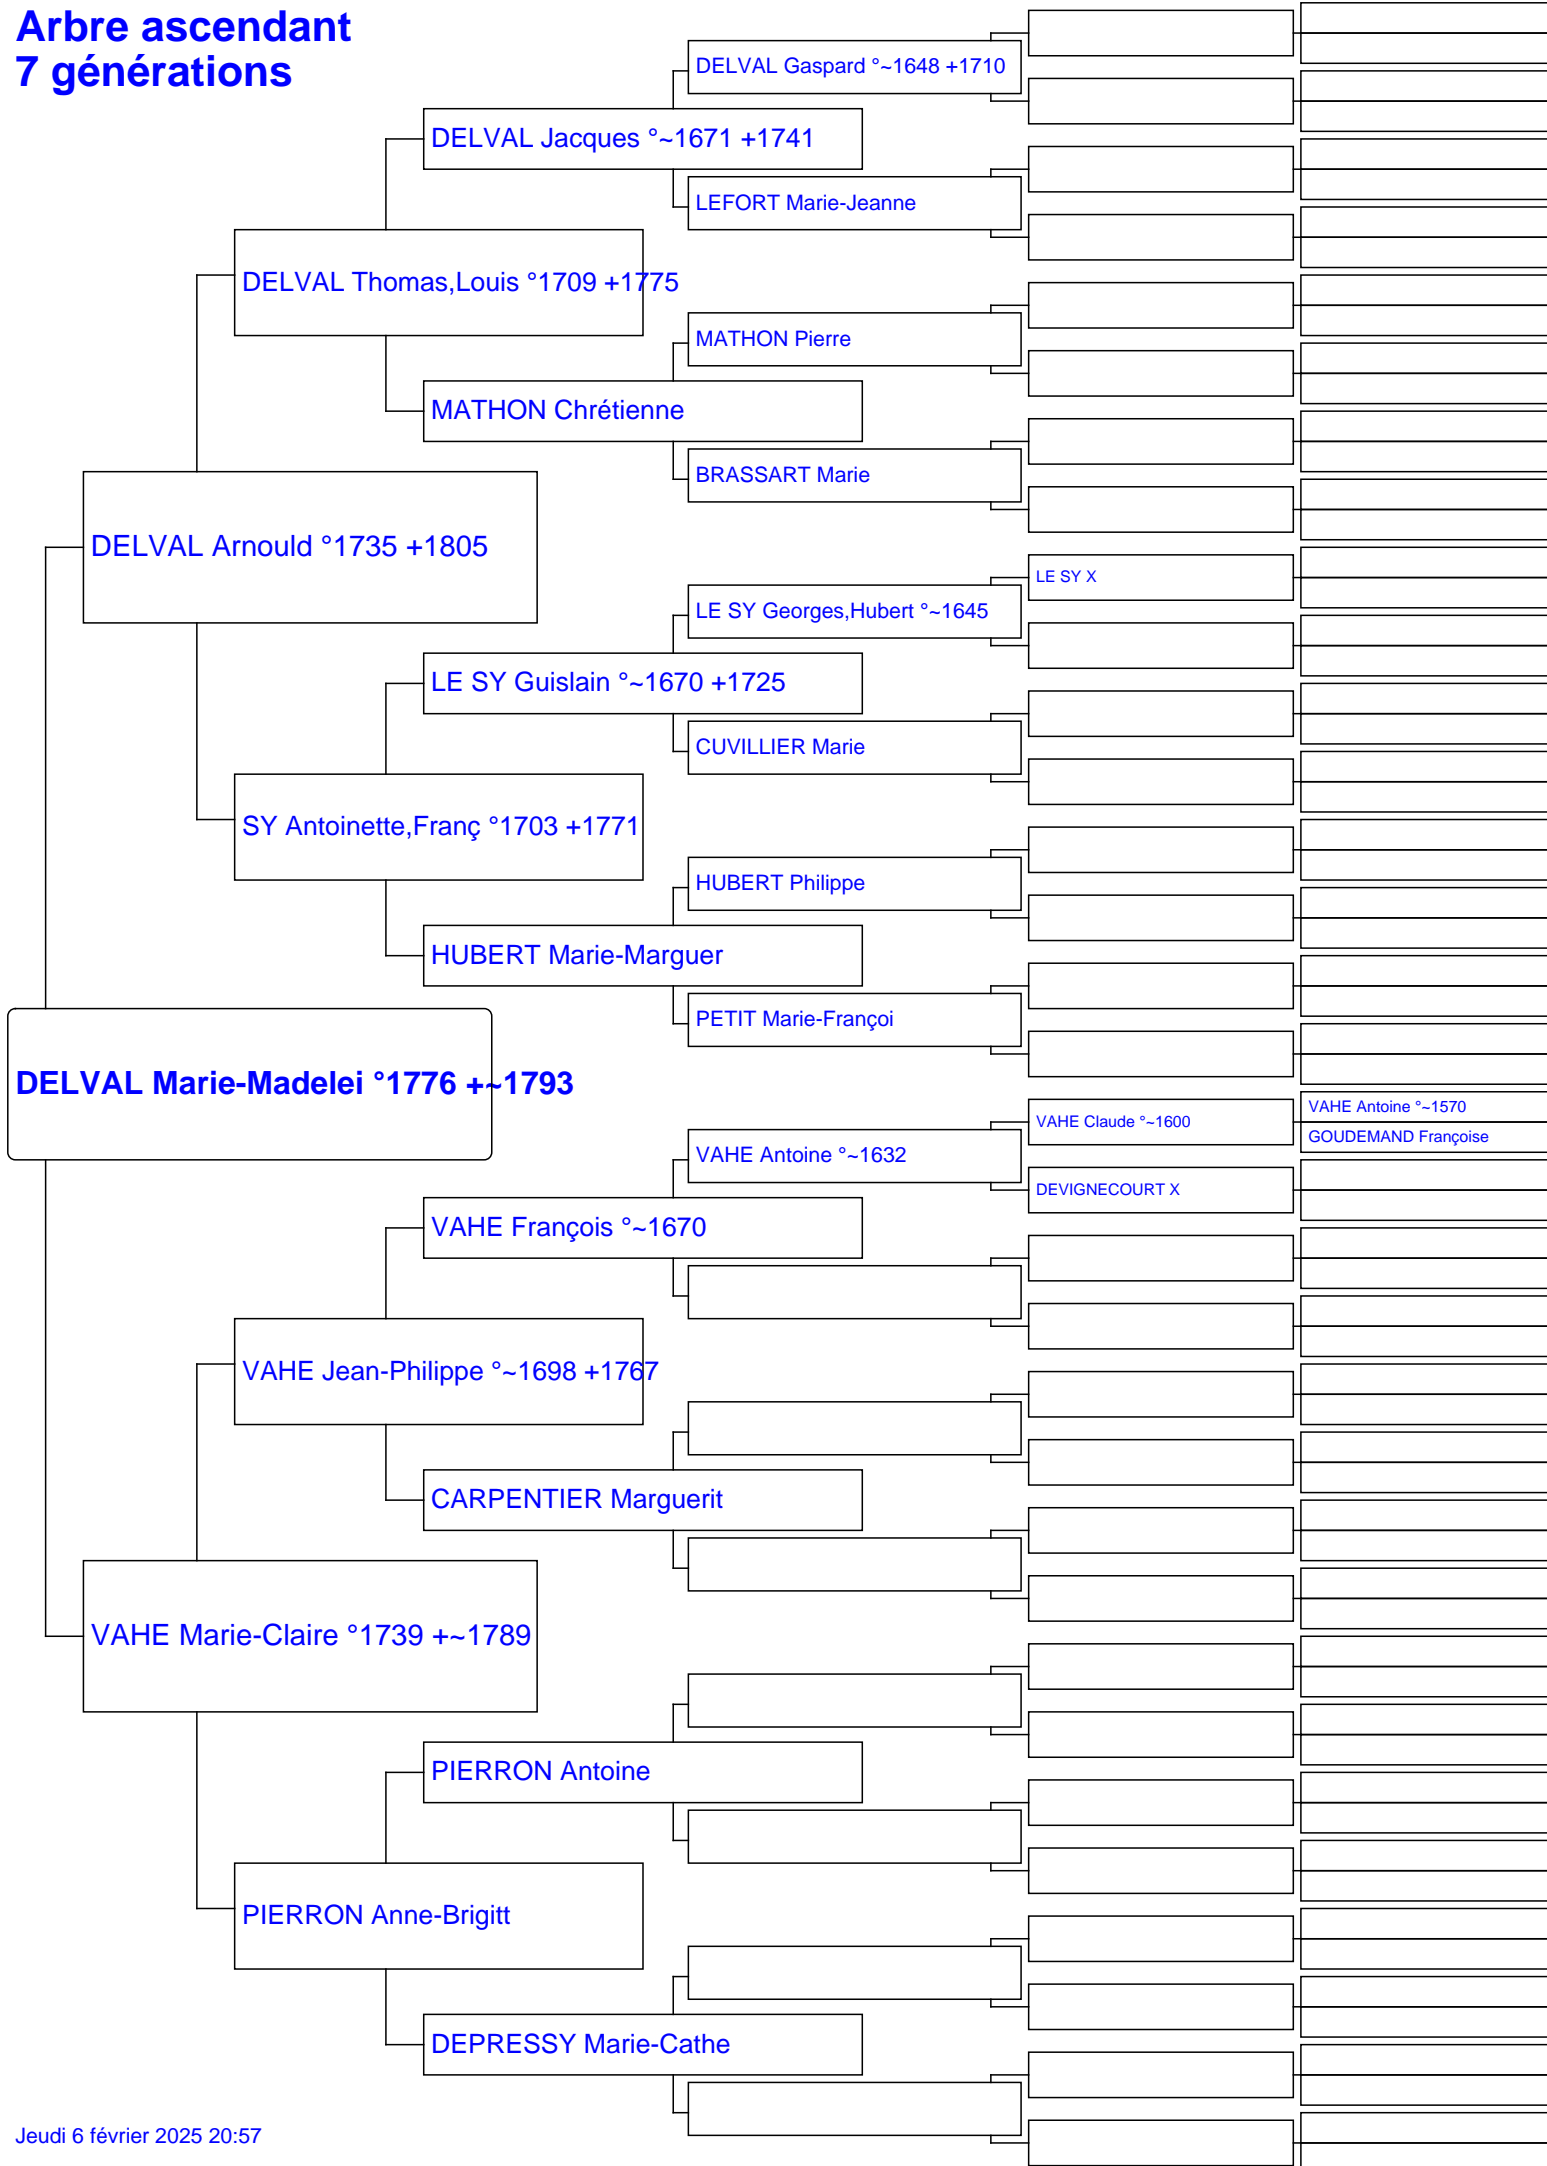 Arbre ascendant
7 générations
DELVAL Gaspard °~1648 +1710
DELVAL Jacques °~1671 +1741
LEFORT Marie-Jeanne
DELVAL Thomas,Louis °1709 +1775
MATHON Pierre
MATHON Chrétienne
BRASSART Marie
DELVAL Arnould °1735 +1805
LE SY X
LE SY Georges,Hubert °~1645
LE SY Guislain °~1670 +1725
CUVILLIER Marie
SY Antoinette,Franç °1703 +1771
HUBERT Philippe
HUBERT Marie-Marguer
PETIT Marie-Françoi
DELVAL Marie-Madelei °1776 +~1793
VAHE Antoine °~1570
VAHE Claude °~1600
GOUDEMAND Françoise
VAHE Antoine °~1632
DEVIGNECOURT X
VAHE François °~1670
VAHE Jean-Philippe °~1698 +1767
CARPENTIER Marguerit
VAHE Marie-Claire °1739 +~1789
PIERRON Antoine
PIERRON Anne-Brigitt
DEPRESSY Marie-Cathe
Jeudi 6 février 2025 20:57